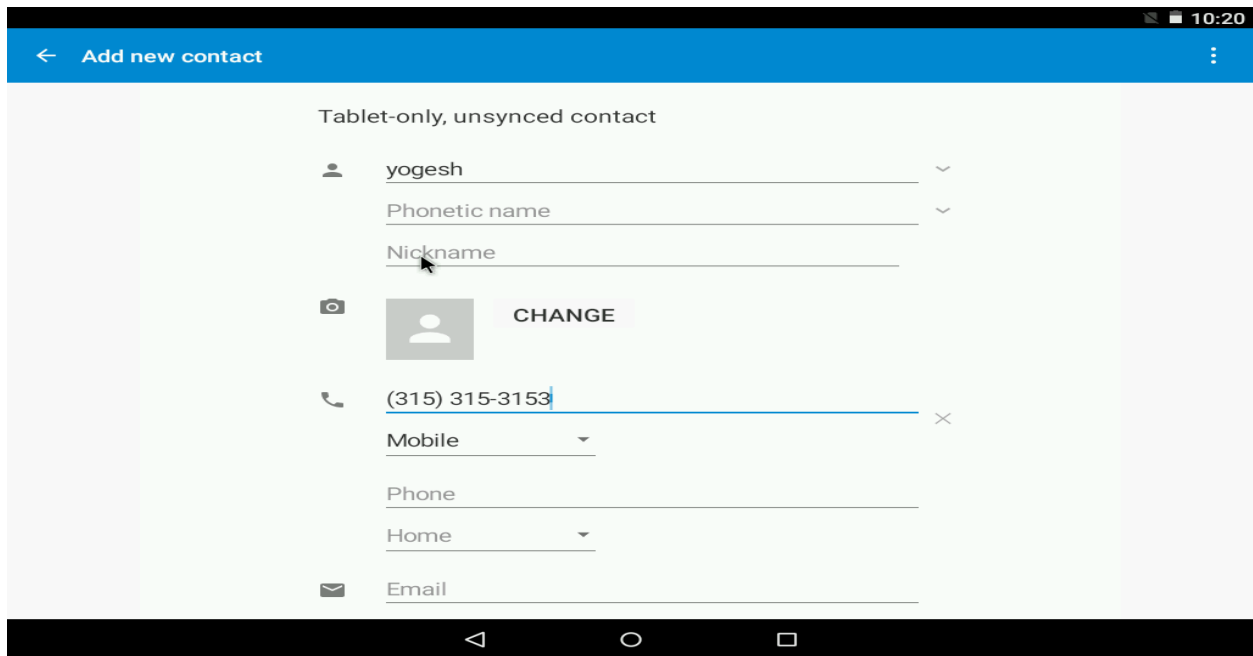 10:20
Add new contact
Tablet-only, unsynced contact
yogesh
Phonetic name
Nickname
CHANGE
(315) 315-3153
Mobile
Phone
Home
Email